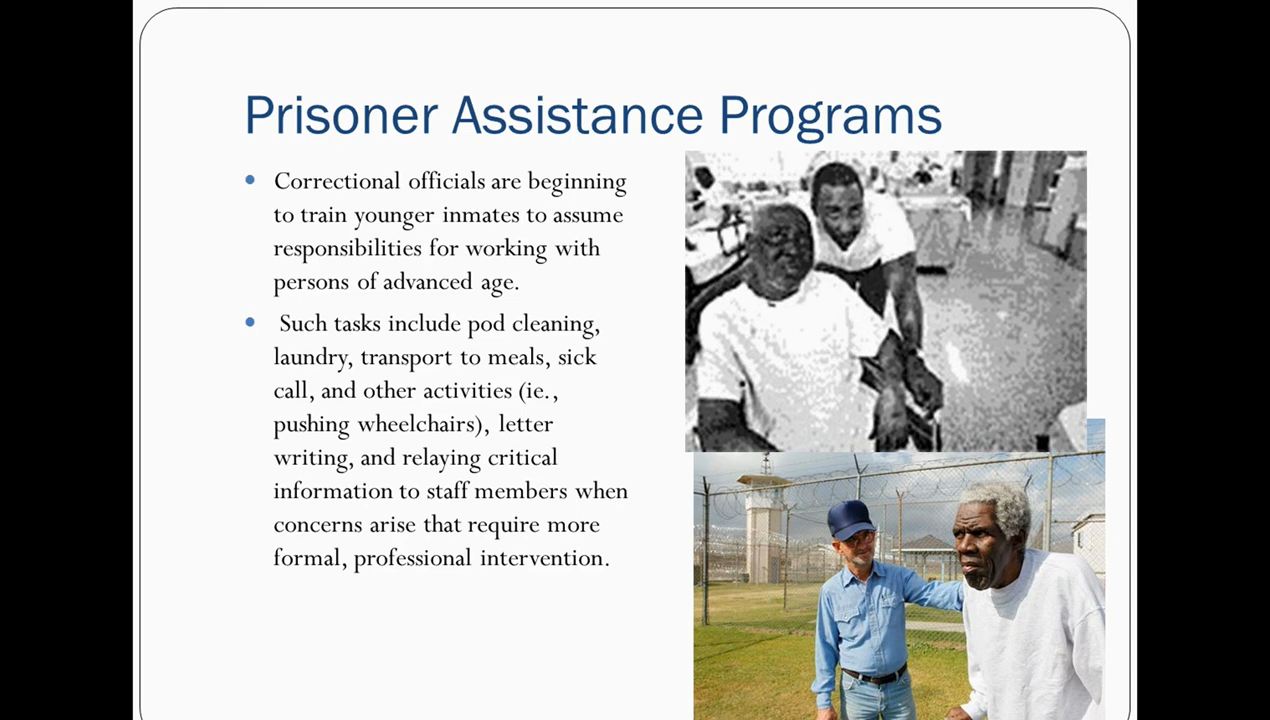 Prisoner Assistance Programs
• Correctional officials are beginning
to train younger inmates to assume
responsibilities for working with
persons of advanced age.
• Such tasks include pod cleaning,
laundry, transport to meals, sick
call, and other activities (ie.,
pushing wheelchairs), letter
writing, and relaying critical
information to staff members when
concerns arise that require more
formal, professional intervention.